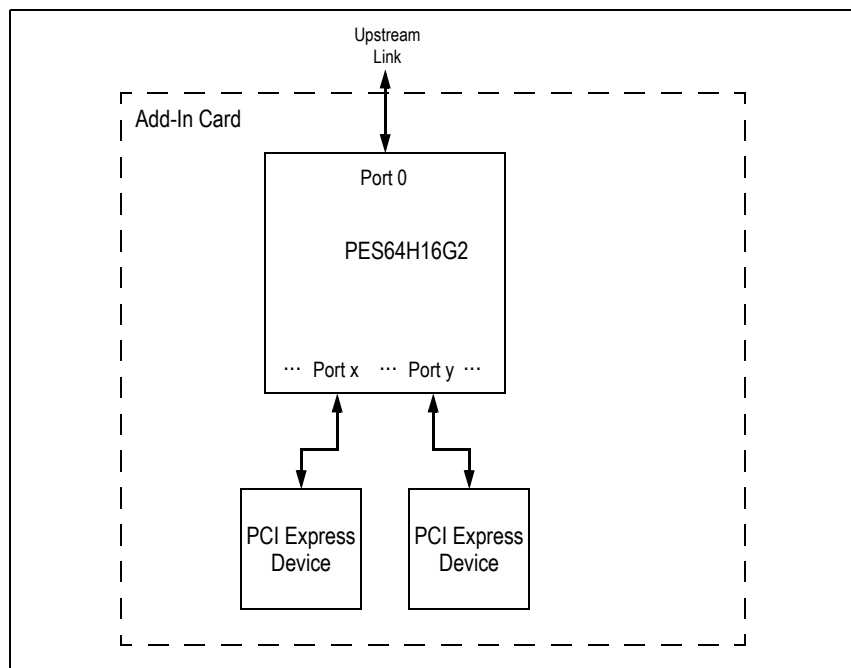 Upstream
Link
Add-In Card
Port 0
PES64H16G2
··· Port x ··· Port y ···
PCI Express
Device
PCI Express
Device